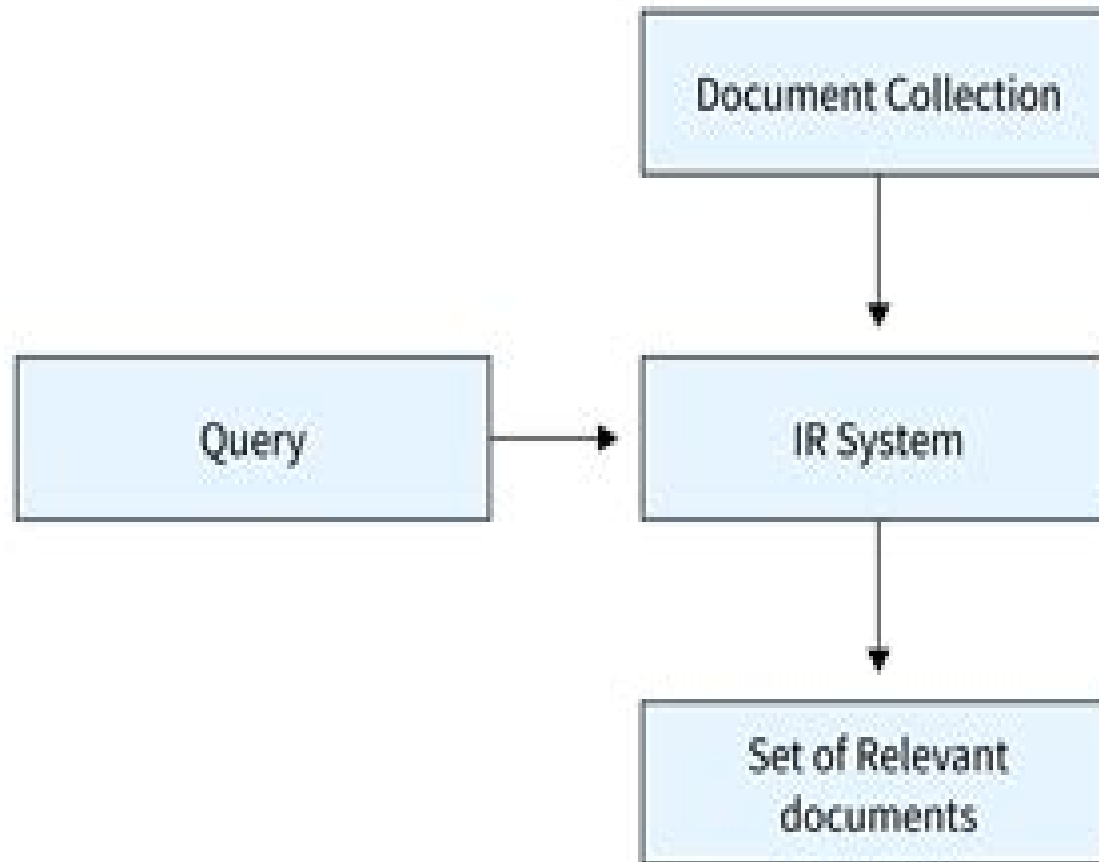 Document Collection
Query
IR System
Set of Relevant
documents